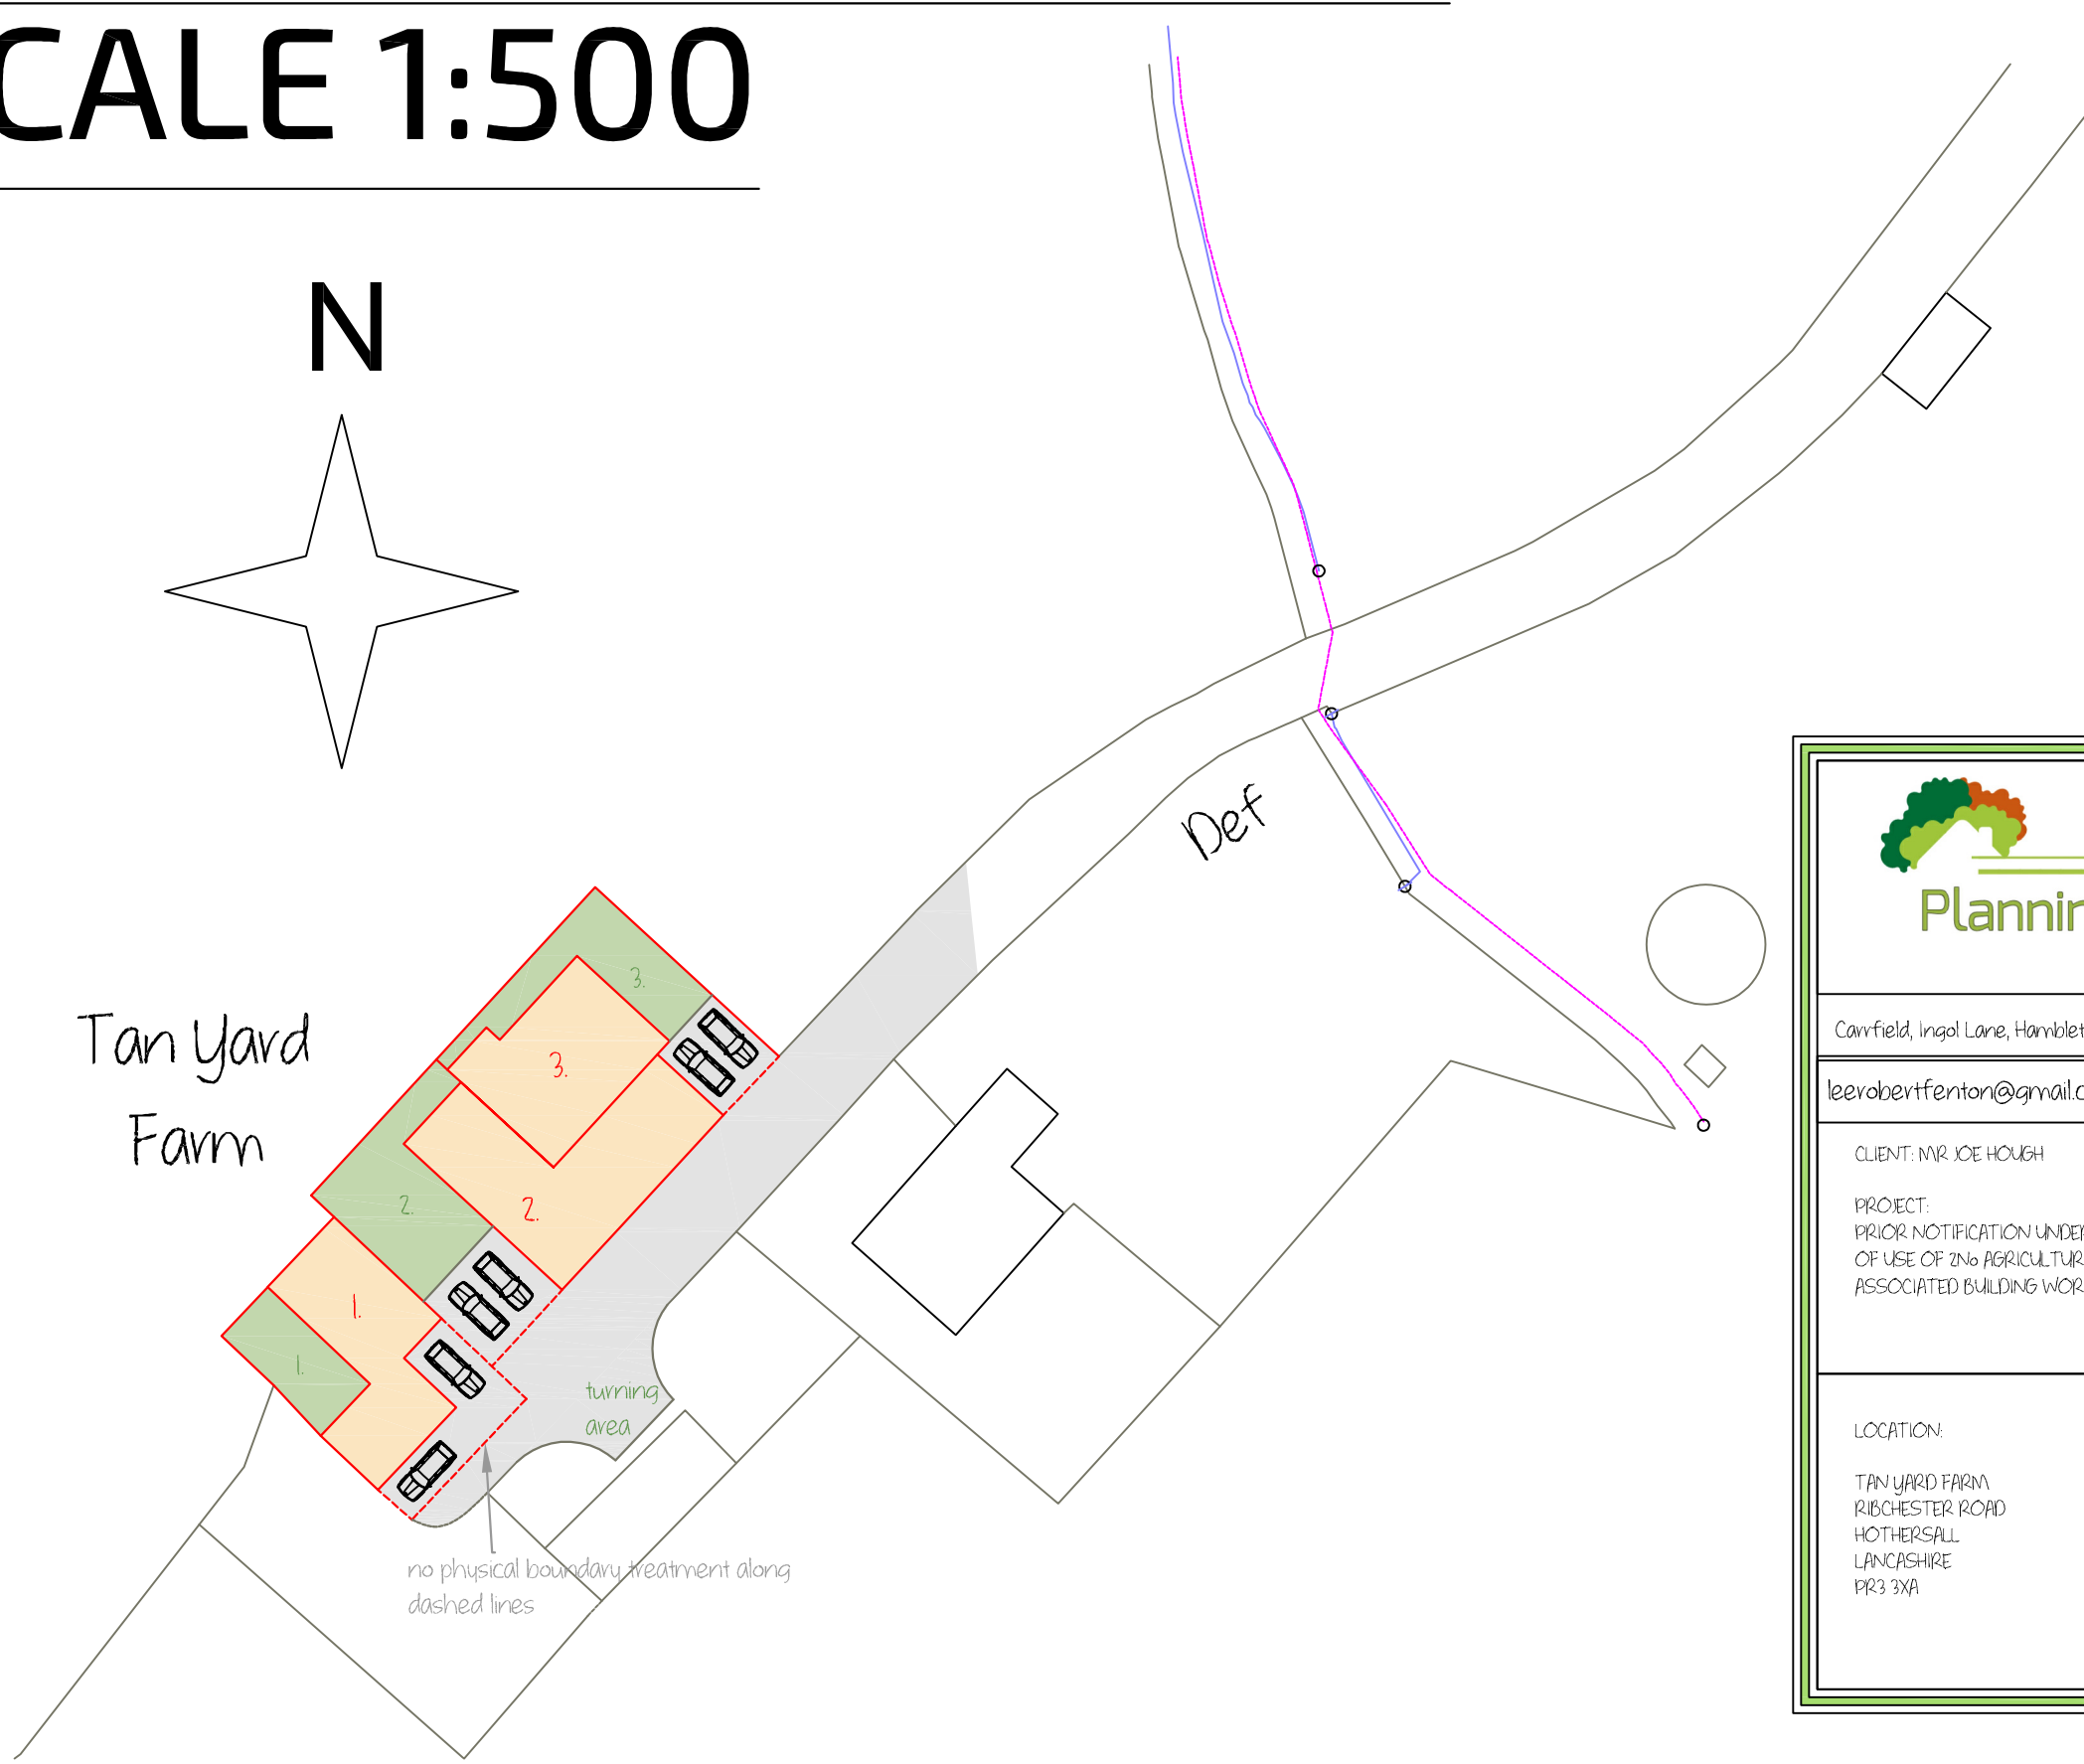 CALE 1:500
N
Def
Tan Yard
Farm
3.
3.
2.
2.
1.
1.
turning
area
no physical boundary treatment along
dashed lines
Plannin
Carrfield, Ingol Lane, Hamblet
leerobertfenton@gmail.c
CLIENT: MR JOE HOUGH
PROJECT:
PRIOR NOTIFICATION UNDER
OF USE OF 2No AGRICULTUR
ASSOCIATED BUILDING WOR
LOCATION:
TAN YARD FARM
RIBCHESTER ROAD
HOTHERSALL
LANCASHIRE
PR3 3XA